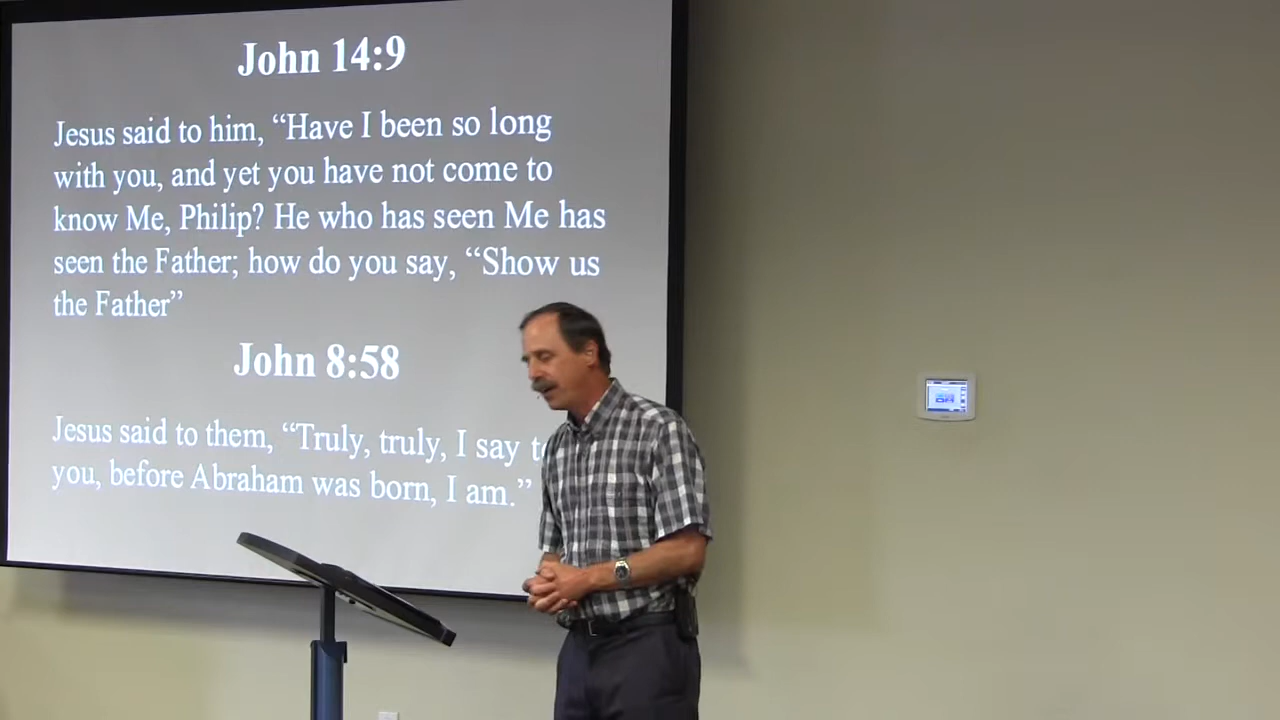 John 14:9
Jesus said to him, “Have I been so long
with you, and yet you have not come to
know Me, Philip? He who has seen Me has
seen the Father; how do you say, “Show us
the Father”
John 8:58
Jesus said to them, “Truly, truly, I say
you, before Abraham was born, I am.”